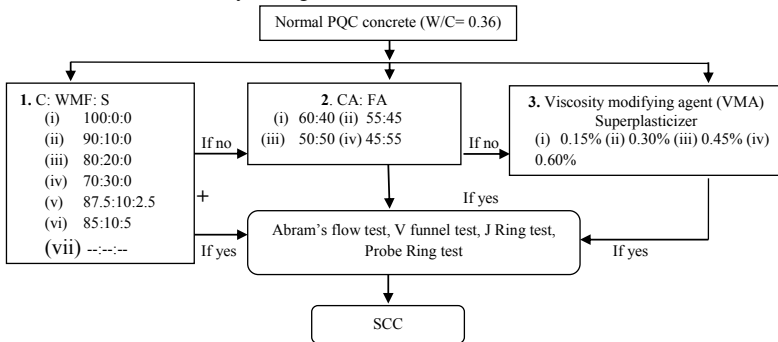 Normal PQC concrete (W/C= 0.36)
1. C: WMF: S
(i) 100:0:0
(ii) 90:10:0
(iii) 80:20:0
(iv) 70:30:0
(v) 87.5:10:2.5
(vi) 85:10:5
(vii) --:--:--
If no
+
If yes
2. CA: FA
(i) 60:40 (ii) 55:45
(iii) 50:50 (iv) 45:55
If no
If yes
3. Viscosity modifying agent (VMA)
Superplasticizer
(i) 0.15% (ii) 0.30% (iii) 0.45% (iv)
0.60%
If yes
Abram's flow test, V funnel test, J Ring test,
Probe Ring test
SCC